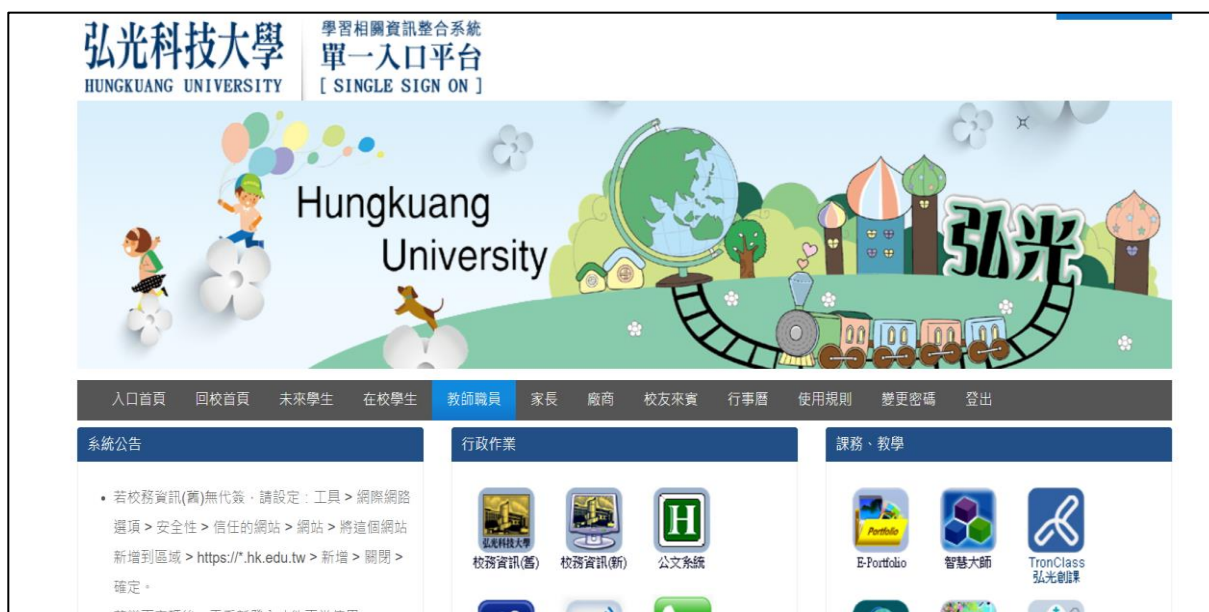 弘光科技大學
HUNGKUANG UNIVERSITY
學習相關資訊整合系統
單一入口平台
[ SINGLE SIGN ON ]
Hungkuang
University
弘光
入口首頁 回校首頁 未來學生 在校學生 教師職員 家長 廠商 校友來賓 行事曆 使用規則 變更密碼 登出
系統公告
• 若校務資訊(舊)無代簽，請設定：工具 > 網際網路
選項 > 安全性 > 信任的網站 > 網站 > 將這個網站
新增到區域 > https://*.hk.edu.tw > 新增 > 關閉 >
確定。
行政作業
弘光科技大學
校務資訊(舊)
校務資訊(新)
H
公文系統
課務、教學
Portfolio
E-Portfolio
智慧大師
TronClass
弘光創課